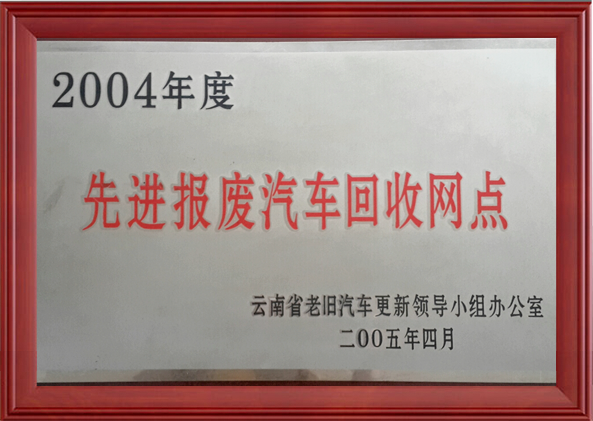 2004年度
先进报废汽车回收网点
云南省老旧汽车更新领导小组办公室
二00五年四月